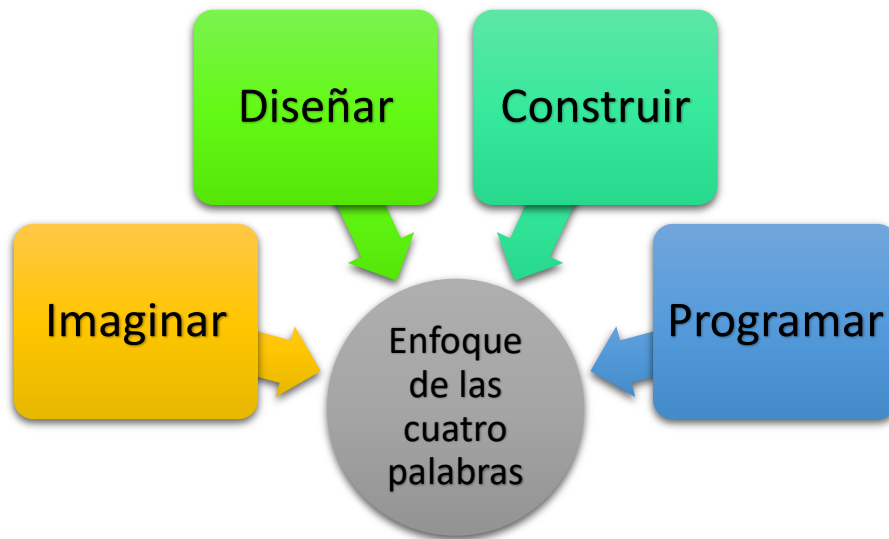 Diseñar
Construir
Imaginar
Programar
Enfoque
de las
cuatro
palabras